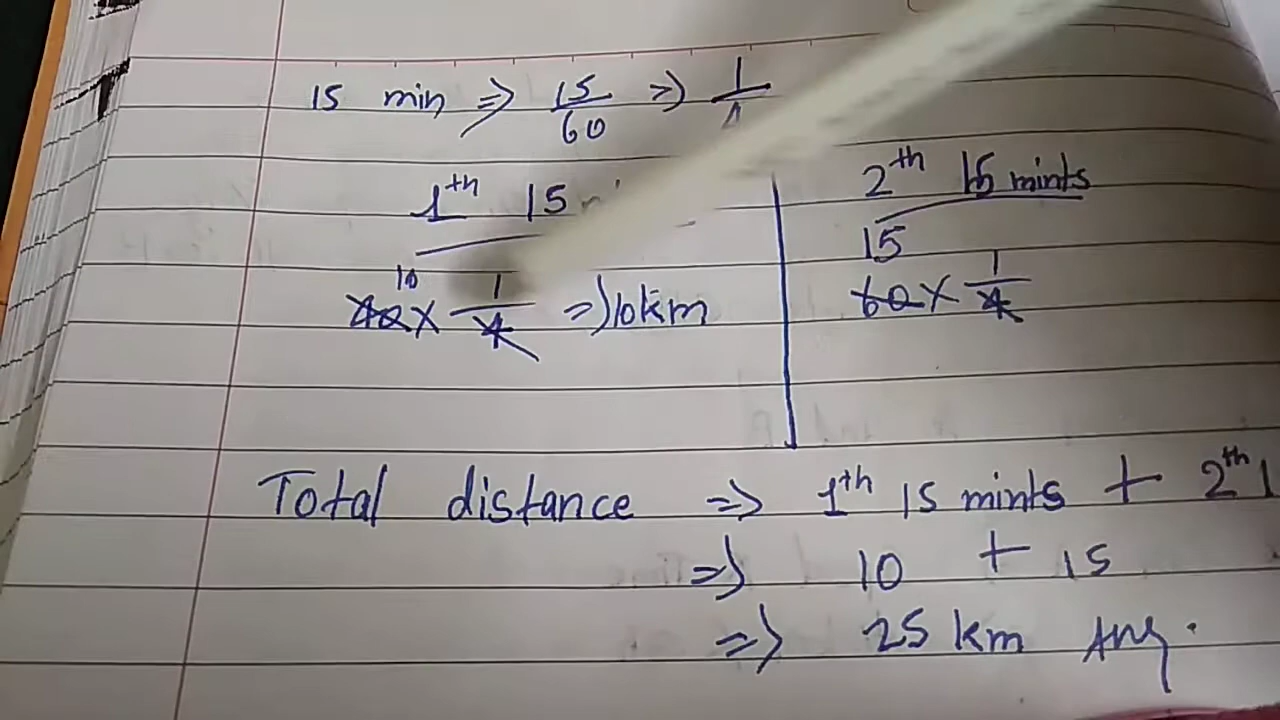 15 min => 15/60 => 1/4
1th 15
10
40 x 1/4 => 10km
2th 15 mints
15
60 x 1/4
Total distance => 1th 15 mints + 2th 1
=> 10 + 15
=> 25 km Ans.